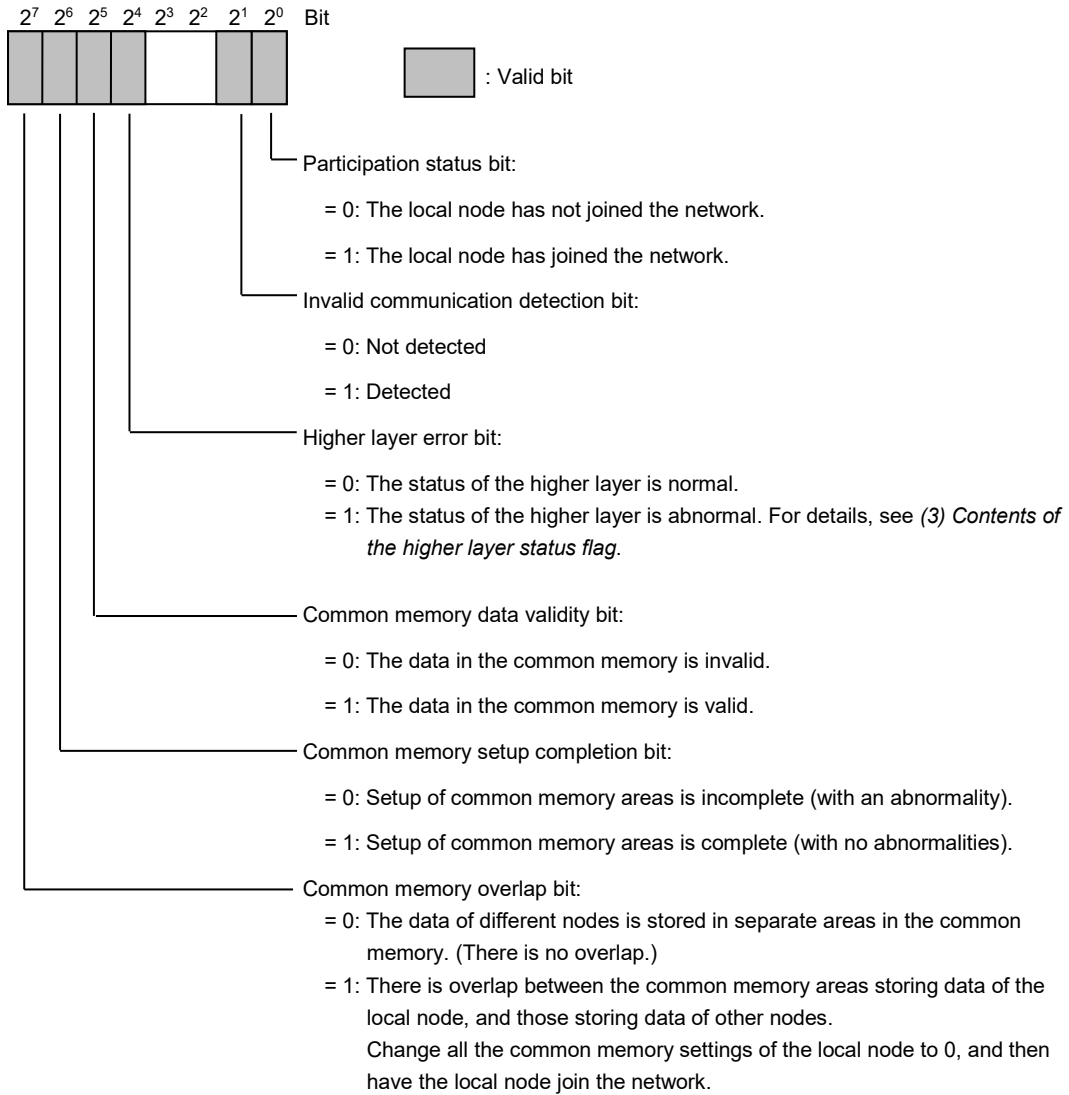 2⁷ 2⁶ 2⁵ 2⁴ 2³ 2² 2¹ 2⁰ Bit
: Valid bit
Participation status bit:
= 0: The local node has not joined the network.
= 1: The local node has joined the network.
Invalid communication detection bit:
= 0: Not detected
= 1: Detected
Higher layer error bit:
= 0: The status of the higher layer is normal.
= 1: The status of the higher layer is abnormal. For details, see (3) Contents of
the higher layer status flag.
Common memory data validity bit:
= 0: The data in the common memory is invalid.
= 1: The data in the common memory is valid.
Common memory setup completion bit:
= 0: Setup of common memory areas is incomplete (with an abnormality).
= 1: Setup of common memory areas is complete (with no abnormalities).
Common memory overlap bit:
= 0: The data of different nodes is stored in separate areas in the common
memory. (There is no overlap.)
= 1: There is overlap between the common memory areas storing data of the
local node, and those storing data of other nodes.
Change all the common memory settings of the local node to 0, and then
have the local node join the network.